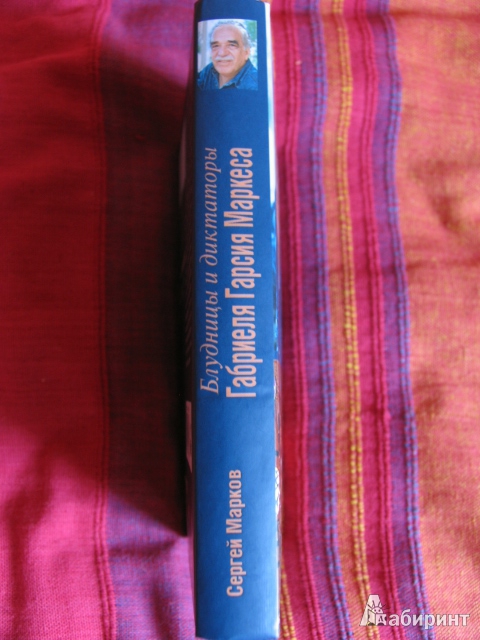 Блудницы и диктаторы
Габриеля Гарсия Маркеса
Сергей Марков
Лабиринт